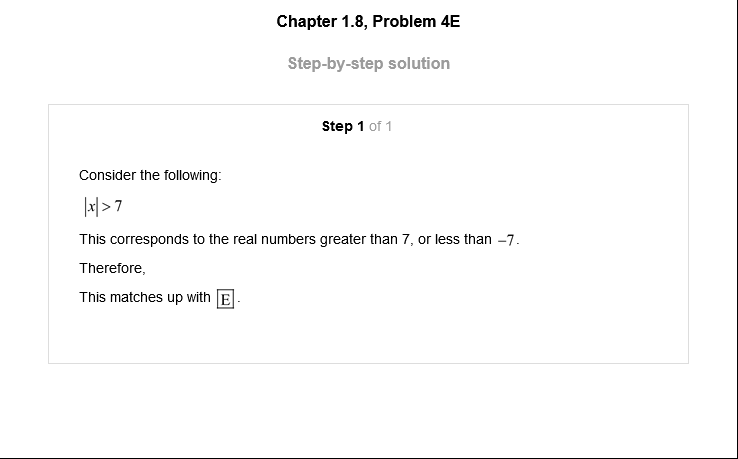 Chapter 1.8, Problem 4E
Step-by-step solution
Step 1 of 1
Consider the following:
|x| > 7
This corresponds to the real numbers greater than 7, or less than −7.
Therefore,
This matches up with E.